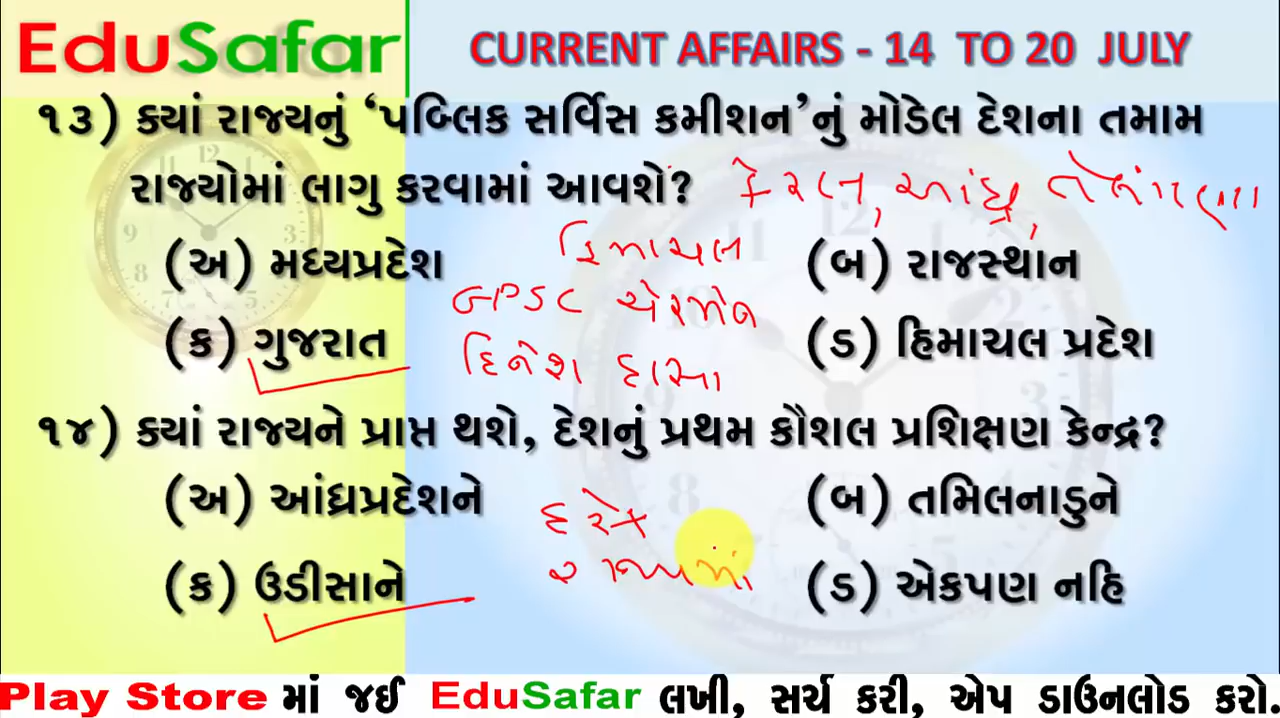 EduSafar CURRENT AFFAIRS - 14 TO 20 JULY
૧૩) ક્યાં રાજ્યનું ‘પબ્લિક સર્વિસ કમીશન’નું મોડેલ દેશના તમામ
રાજ્યોમાં લાગુ કરવામાં આવશે? કેરલ, આંધ્ર, તેલંગાણા
હિમાચલ
(અ) મધ્યપ્રદેશ (બ) રાજસ્થાન
GPSC ચેરમેન
(ક) ગુજરાત (ડ) હિમાચલ પ્રદેશ
દિનેશ દાસા
૧૪) ક્યાં રાજ્યને પ્રાપ્ત થશે, દેશનું પ્રથમ કૌશલ પ્રશિક્ષણ કેન્દ્ર?
(અ) આંધ્રપ્રદેશને (બ) તમિલનાડુને
દરેક
રાજ્યમાં
(ક) ઉડીસાને (ડ) એકપણ નહિ
Play Store માં જઈ EduSafar લખી, સર્ચ કરી, એપ ડાઉનલોડ કરો.